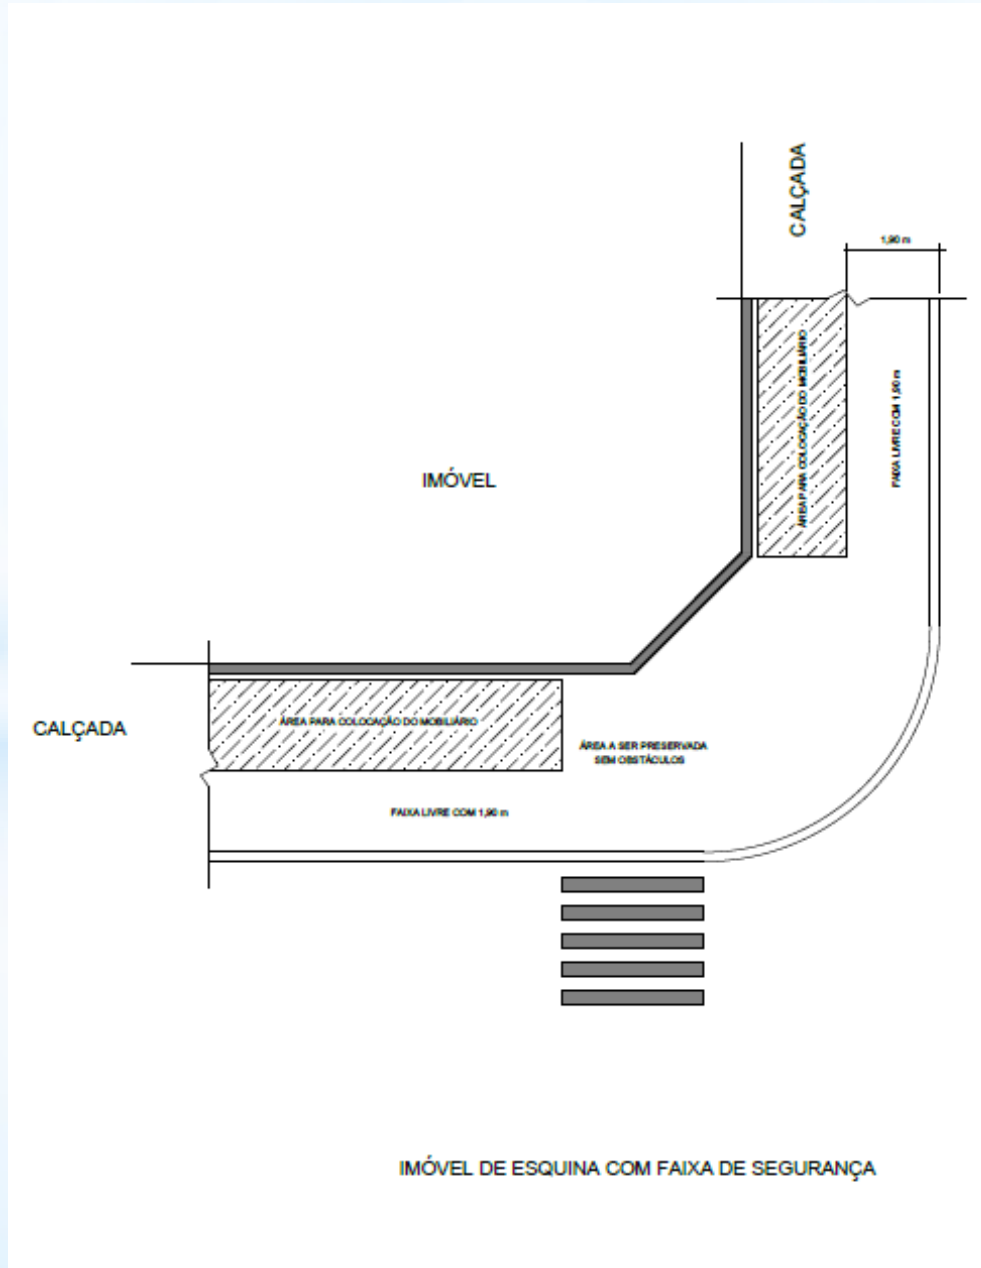 CALÇADA
1,90 m
ÁREA PARA COLOCAÇÃO DO MOBILIÁRIO
FAIXA LIVRE COM 1,90 m
IMÓVEL
CALÇADA
ÁREA PARA COLOCAÇÃO DO MOBILIÁRIO
ÁREA A SER PRESERVADA
SEM OBSTÁCULOS
FAIXA LIVRE COM 1,90 m
IMÓVEL DE ESQUINA COM FAIXA DE SEGURANÇA